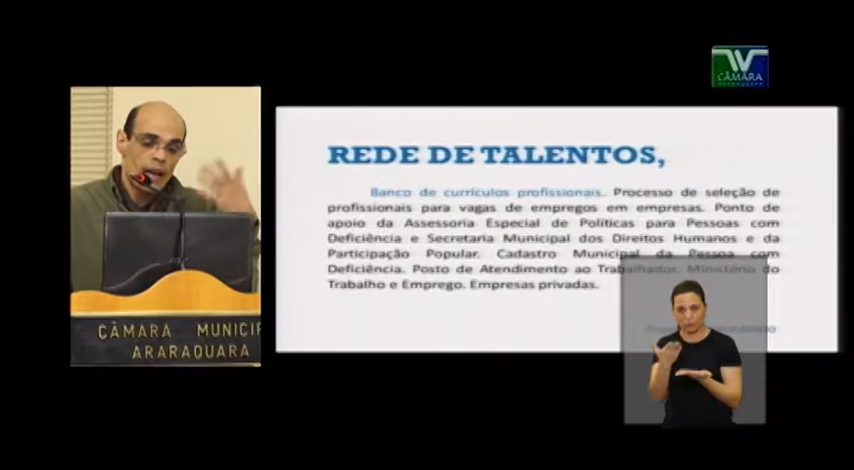 TV
CÂMARA
REDE DE TALENTOS,
Banco de currículos profissionais. Processo de seleção de
profissionais para vagas de empregos em empresas. Ponto de
apoio da Assessoria Especial de Políticas para Pessoas com
Deficiência e Secretaria Municipal dos Direitos Humanos e da
Participação Popular. Cadastro Municipal da Pessoa com
Deficiência. Posto de Atendimento ao Trabalhador. Ministério do
Trabalho e Emprego. Empresas privadas.
CÂMARA MUNICIP
ARARAQUARA